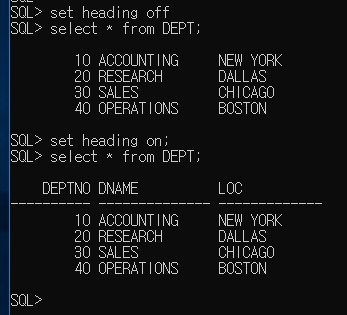 SQL> set heading off
SQL> select * from DEPT;
10 ACCOUNTING NEW YORK
20 RESEARCH DALLAS
30 SALES CHICAGO
40 OPERATIONS BOSTON
SQL> set heading on;
SQL> select * from DEPT;
DEPTNO DNAME LOC
---------- -------------- -------------
10 ACCOUNTING NEW YORK
20 RESEARCH DALLAS
30 SALES CHICAGO
40 OPERATIONS BOSTON
SQL>